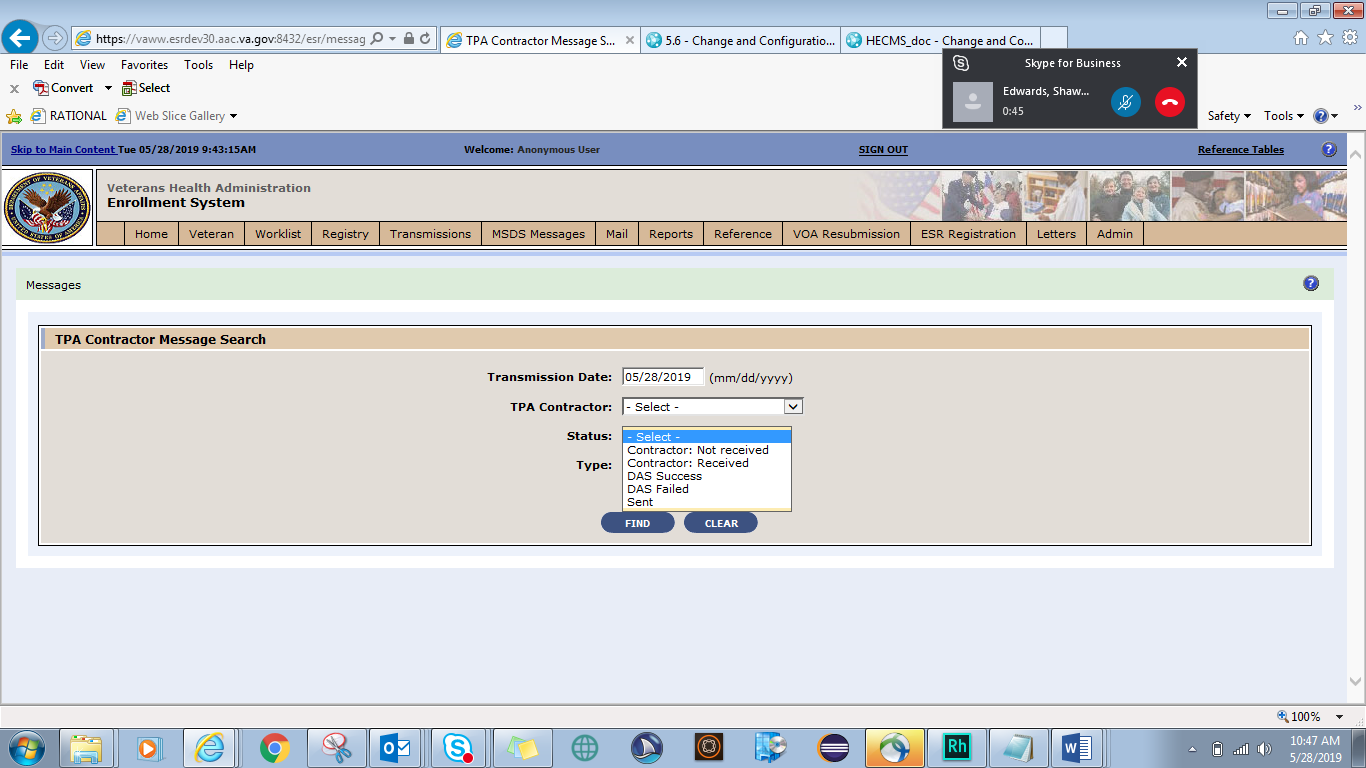 https://vaww.esrdev30.aac.va.gov:8432/esr/messag
TPA Contractor Message S...
5.6 - Change and Configuratio...
HECMS_doc - Change and Co...
File Edit View Favorites Tools Help
Skype for Business
Edwards, Shaw...
0:45
x Convert Select
RATIONAL Web Slice Gallery
Safety Tools
Skip to Main Content Tue 05/28/2019 9:43:15AM Welcome: Anonymous User SIGN OUT Reference Tables
Veterans Health Administration
Enrollment System
Home Veteran Worklist Registry Transmissions MSDS Messages Mail Reports Reference VOA Resubmission ESR Registration Letters Admin
Messages
TPA Contractor Message Search
Transmission Date: 05/28/2019 (mm/dd/yyyy)
TPA Contractor: - Select -
Status: - Select -
Contractor: Not received
Type: Contractor: Received
DAS Success
DAS Failed
Sent
FIND CLEAR
100%
Rh
10:47 AM
5/28/2019